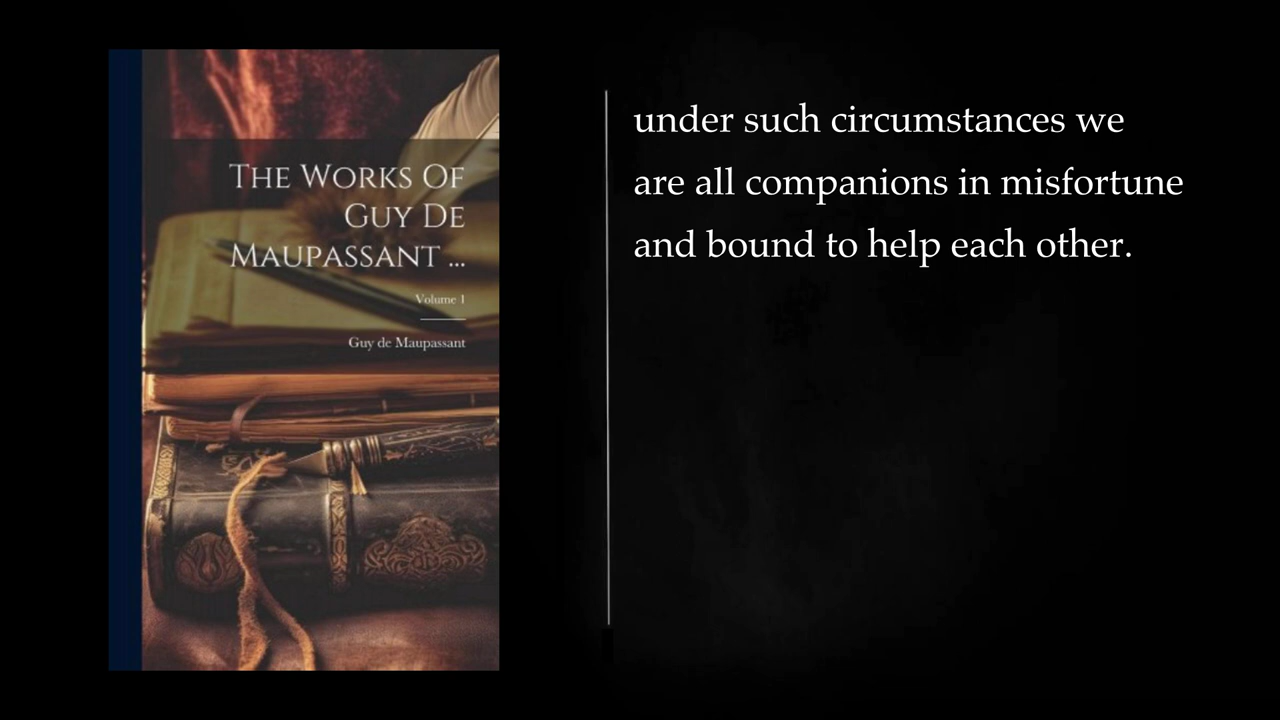 The Works Of
Guy De
Maupassant ...
Volume 1
Guy de Maupassant
under such circumstances we
are all companions in misfortune
and bound to help each other.